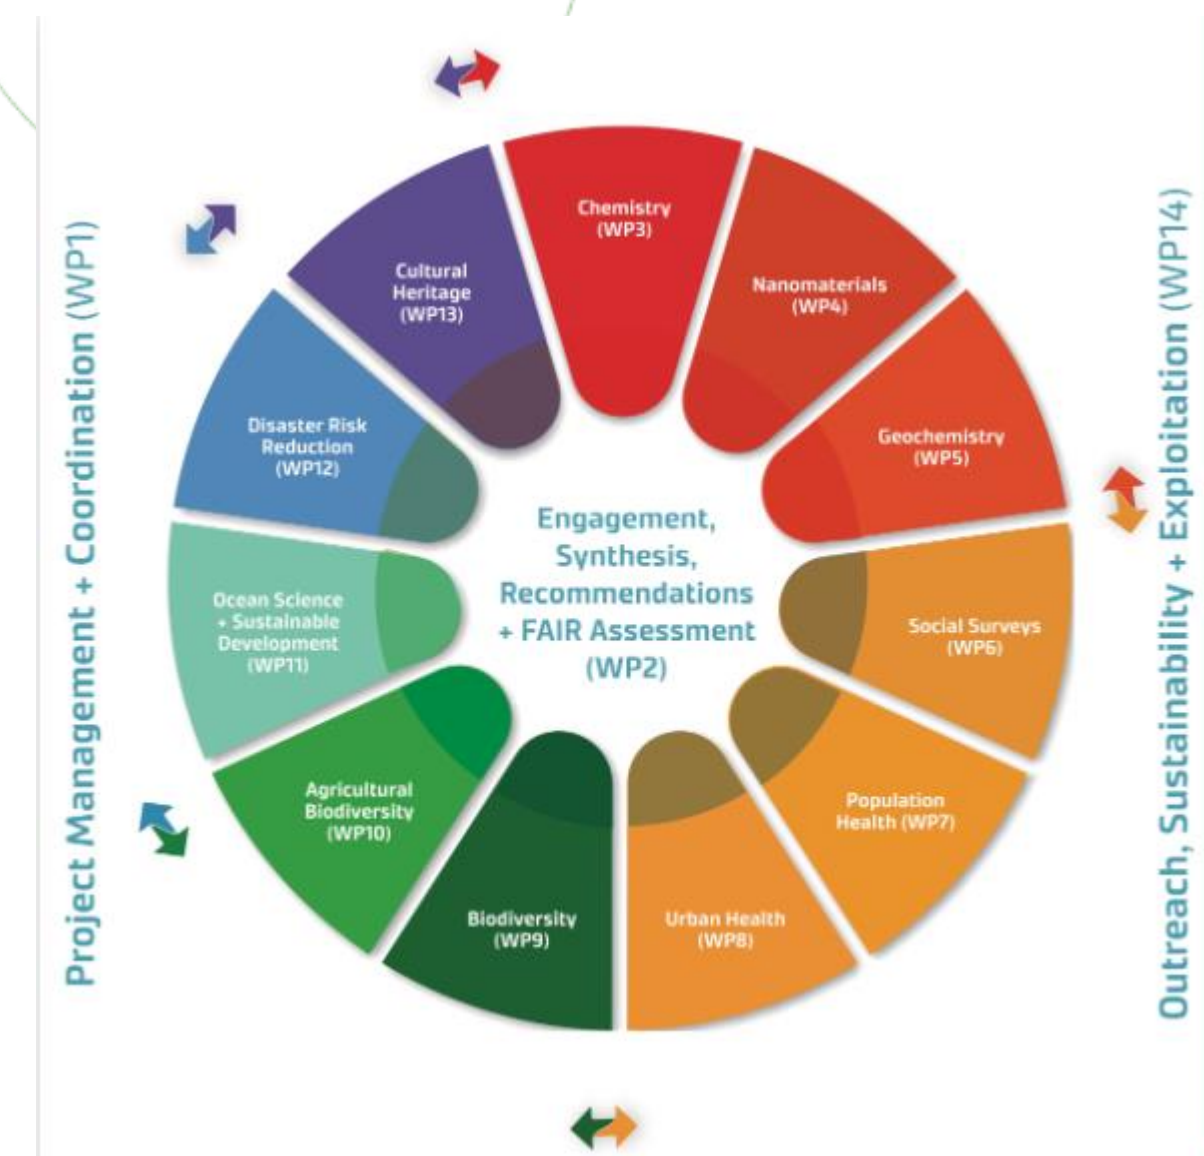 Project Management + Coordination (WP1)
Chemistry
(WP3)
Nanomaterials
(WP4)
Geochemistry
(WP5)
Social Surveys
(WP6)
Population
Health (WP7)
Urban Health
(WP8)
Biodiversity
(WP9)
Agricultural
Biodiversity
(WP10)
Ocean Science
+ Sustainable
Development
(WP11)
Disaster Risk
Reduction
(WP12)
Cultural
Heritage
(WP13)
Engagement,
Synthesis,
Recommendations
+ FAIR Assessment
(WP2)
Outreach, Sustainability + Exploitation (WP14)